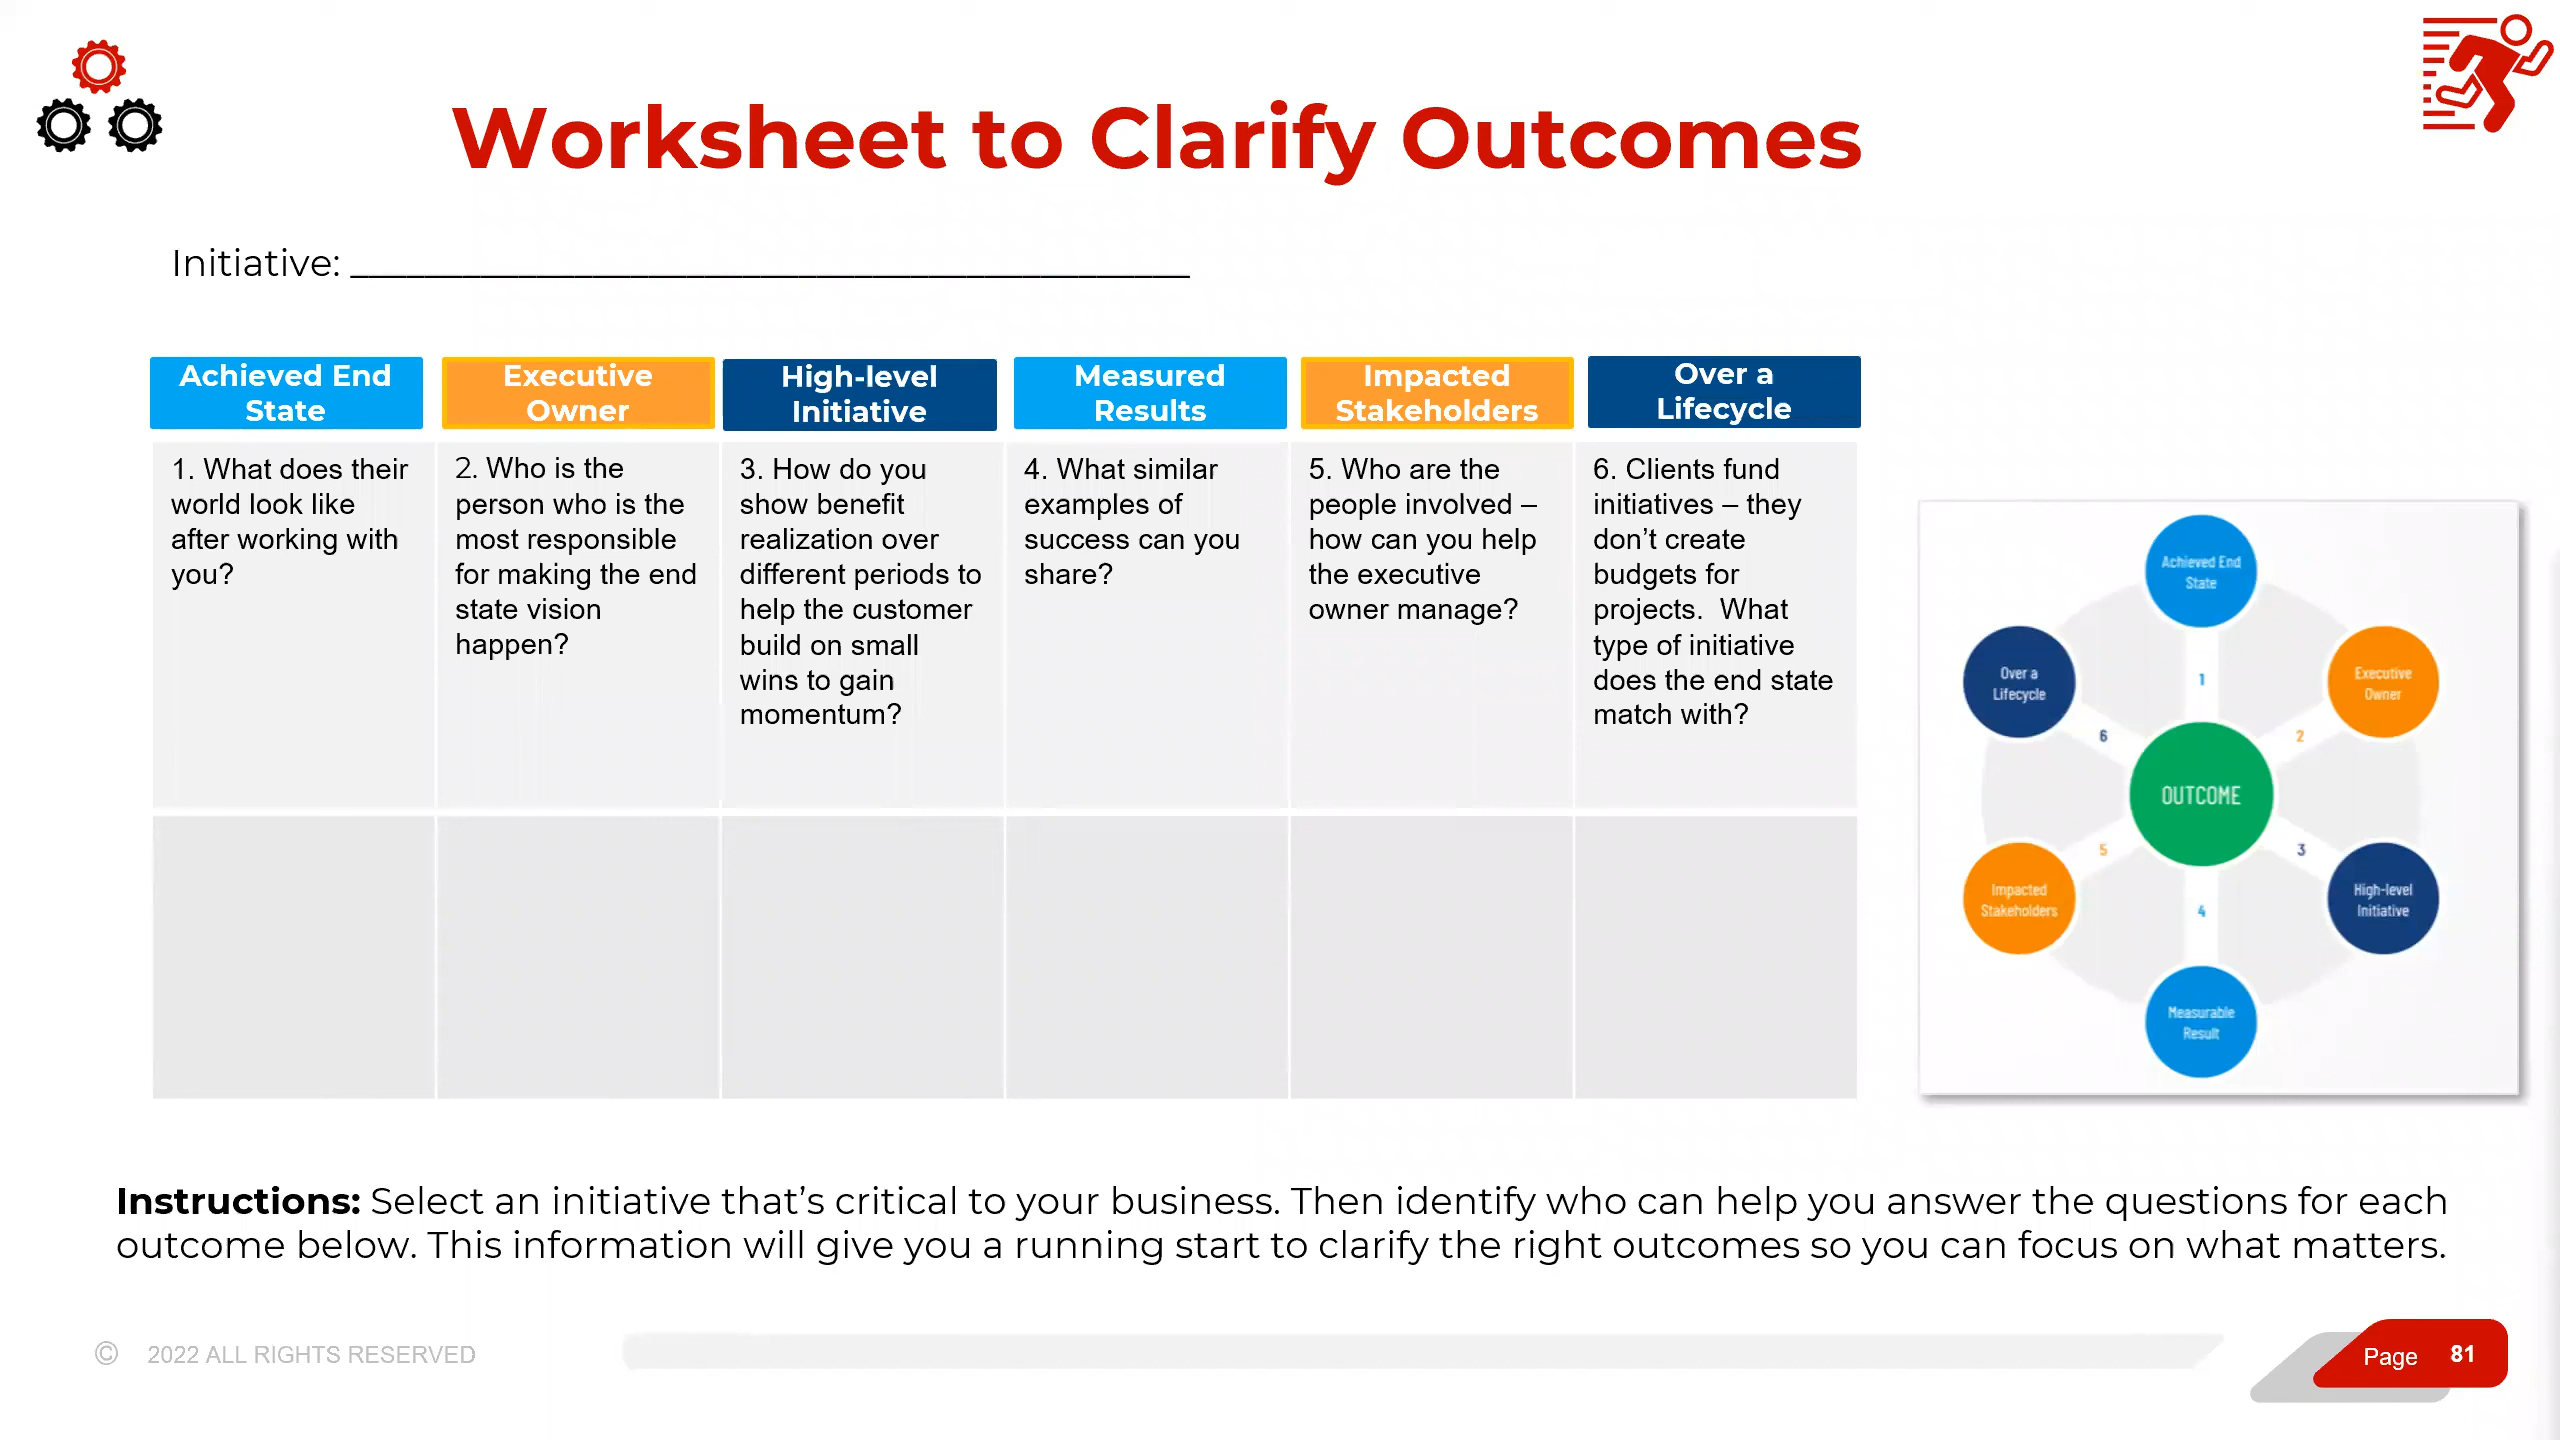 Worksheet to Clarify Outcomes
Initiative: ________________________________________
Achieved End
State
Executive
Owner
High-level
Initiative
Measured
Results
Impacted
Stakeholders
Over a
Lifecycle
1. What does their
world look like
after working with
you?
2. Who is the
person who is the
most responsible
for making the end
state vision
happen?
3. How do you
show benefit
realization over
different periods to
help the customer
build on small
wins to gain
momentum?
4. What similar
examples of
success can you
share?
5. Who are the
people involved –
how can you help
the executive
owner manage?
6. Clients fund
initiatives – they
don’t create
budgets for
projects.  What
type of initiative
does the end state
match with?
Achieved End
State
Over a
Lifecycle
Executive
Owner
1
6
2
OUTCOME
5
3
Impacted
Stakeholders
High-level
Initiative
4
Measurable
Result
Instructions: Select an initiative that’s critical to your business. Then identify who can help you answer the questions for each
outcome below. This information will give you a running start to clarify the right outcomes so you can focus on what matters.
© 2022 ALL RIGHTS RESERVED
Page 81